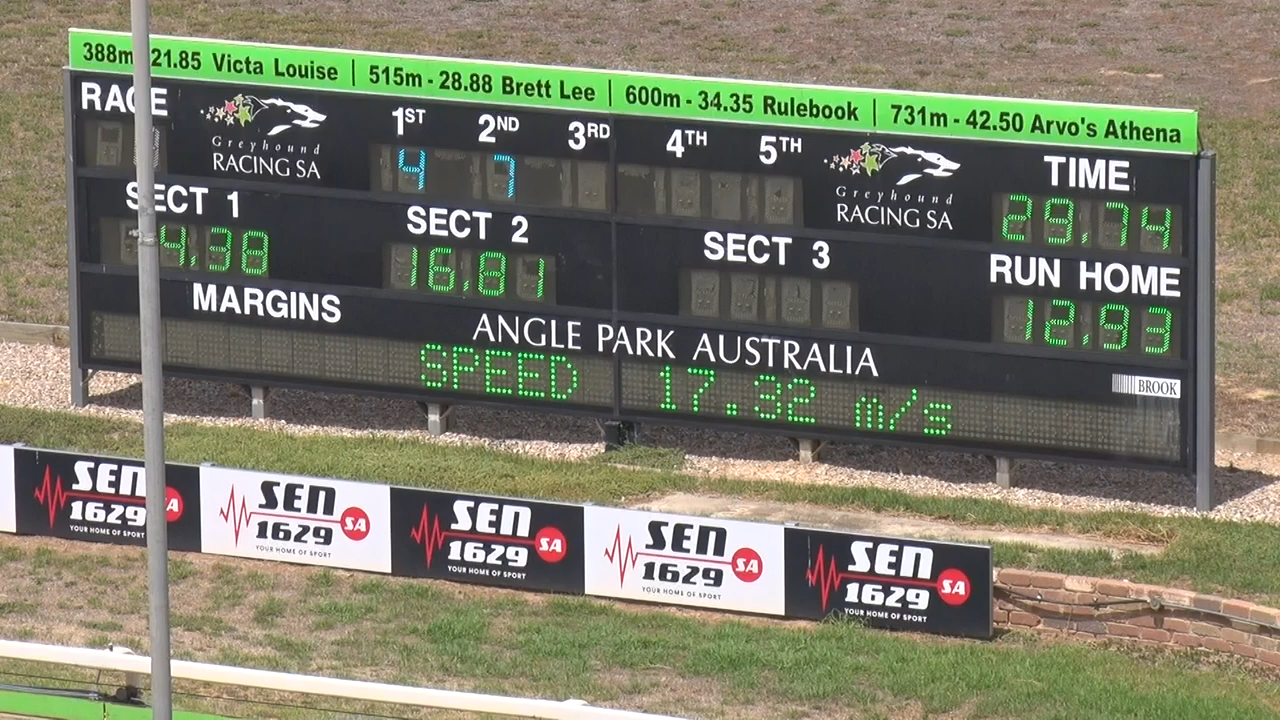 388m - 21.85 Victa Louise | 515m - 28.88 Brett Lee | 600m - 34.35 Rulebook | 731m - 42.50 Arvo's Athena
RACE
Greyhound
RACING SA
1ST 2ND 3RD 4TH 5TH
4 7
Greyhound
RACING SA
TIME
29.74
SECT 1
4.38
SECT 2
16.81
SECT 3
RUN HOME
12.93
MARGINS
ANGLE PARK AUSTRALIA
SPEED 17.32 m/s
BROOK
SEN
1629 SA
YOUR HOME OF SPORT
SEN
1629 SA
YOUR HOME OF SPORT
SEN
1629 SA
YOUR HOME OF SPORT
SEN
1629 SA
YOUR HOME OF SPORT
SEN
1629 SA
YOUR HOME OF SPORT